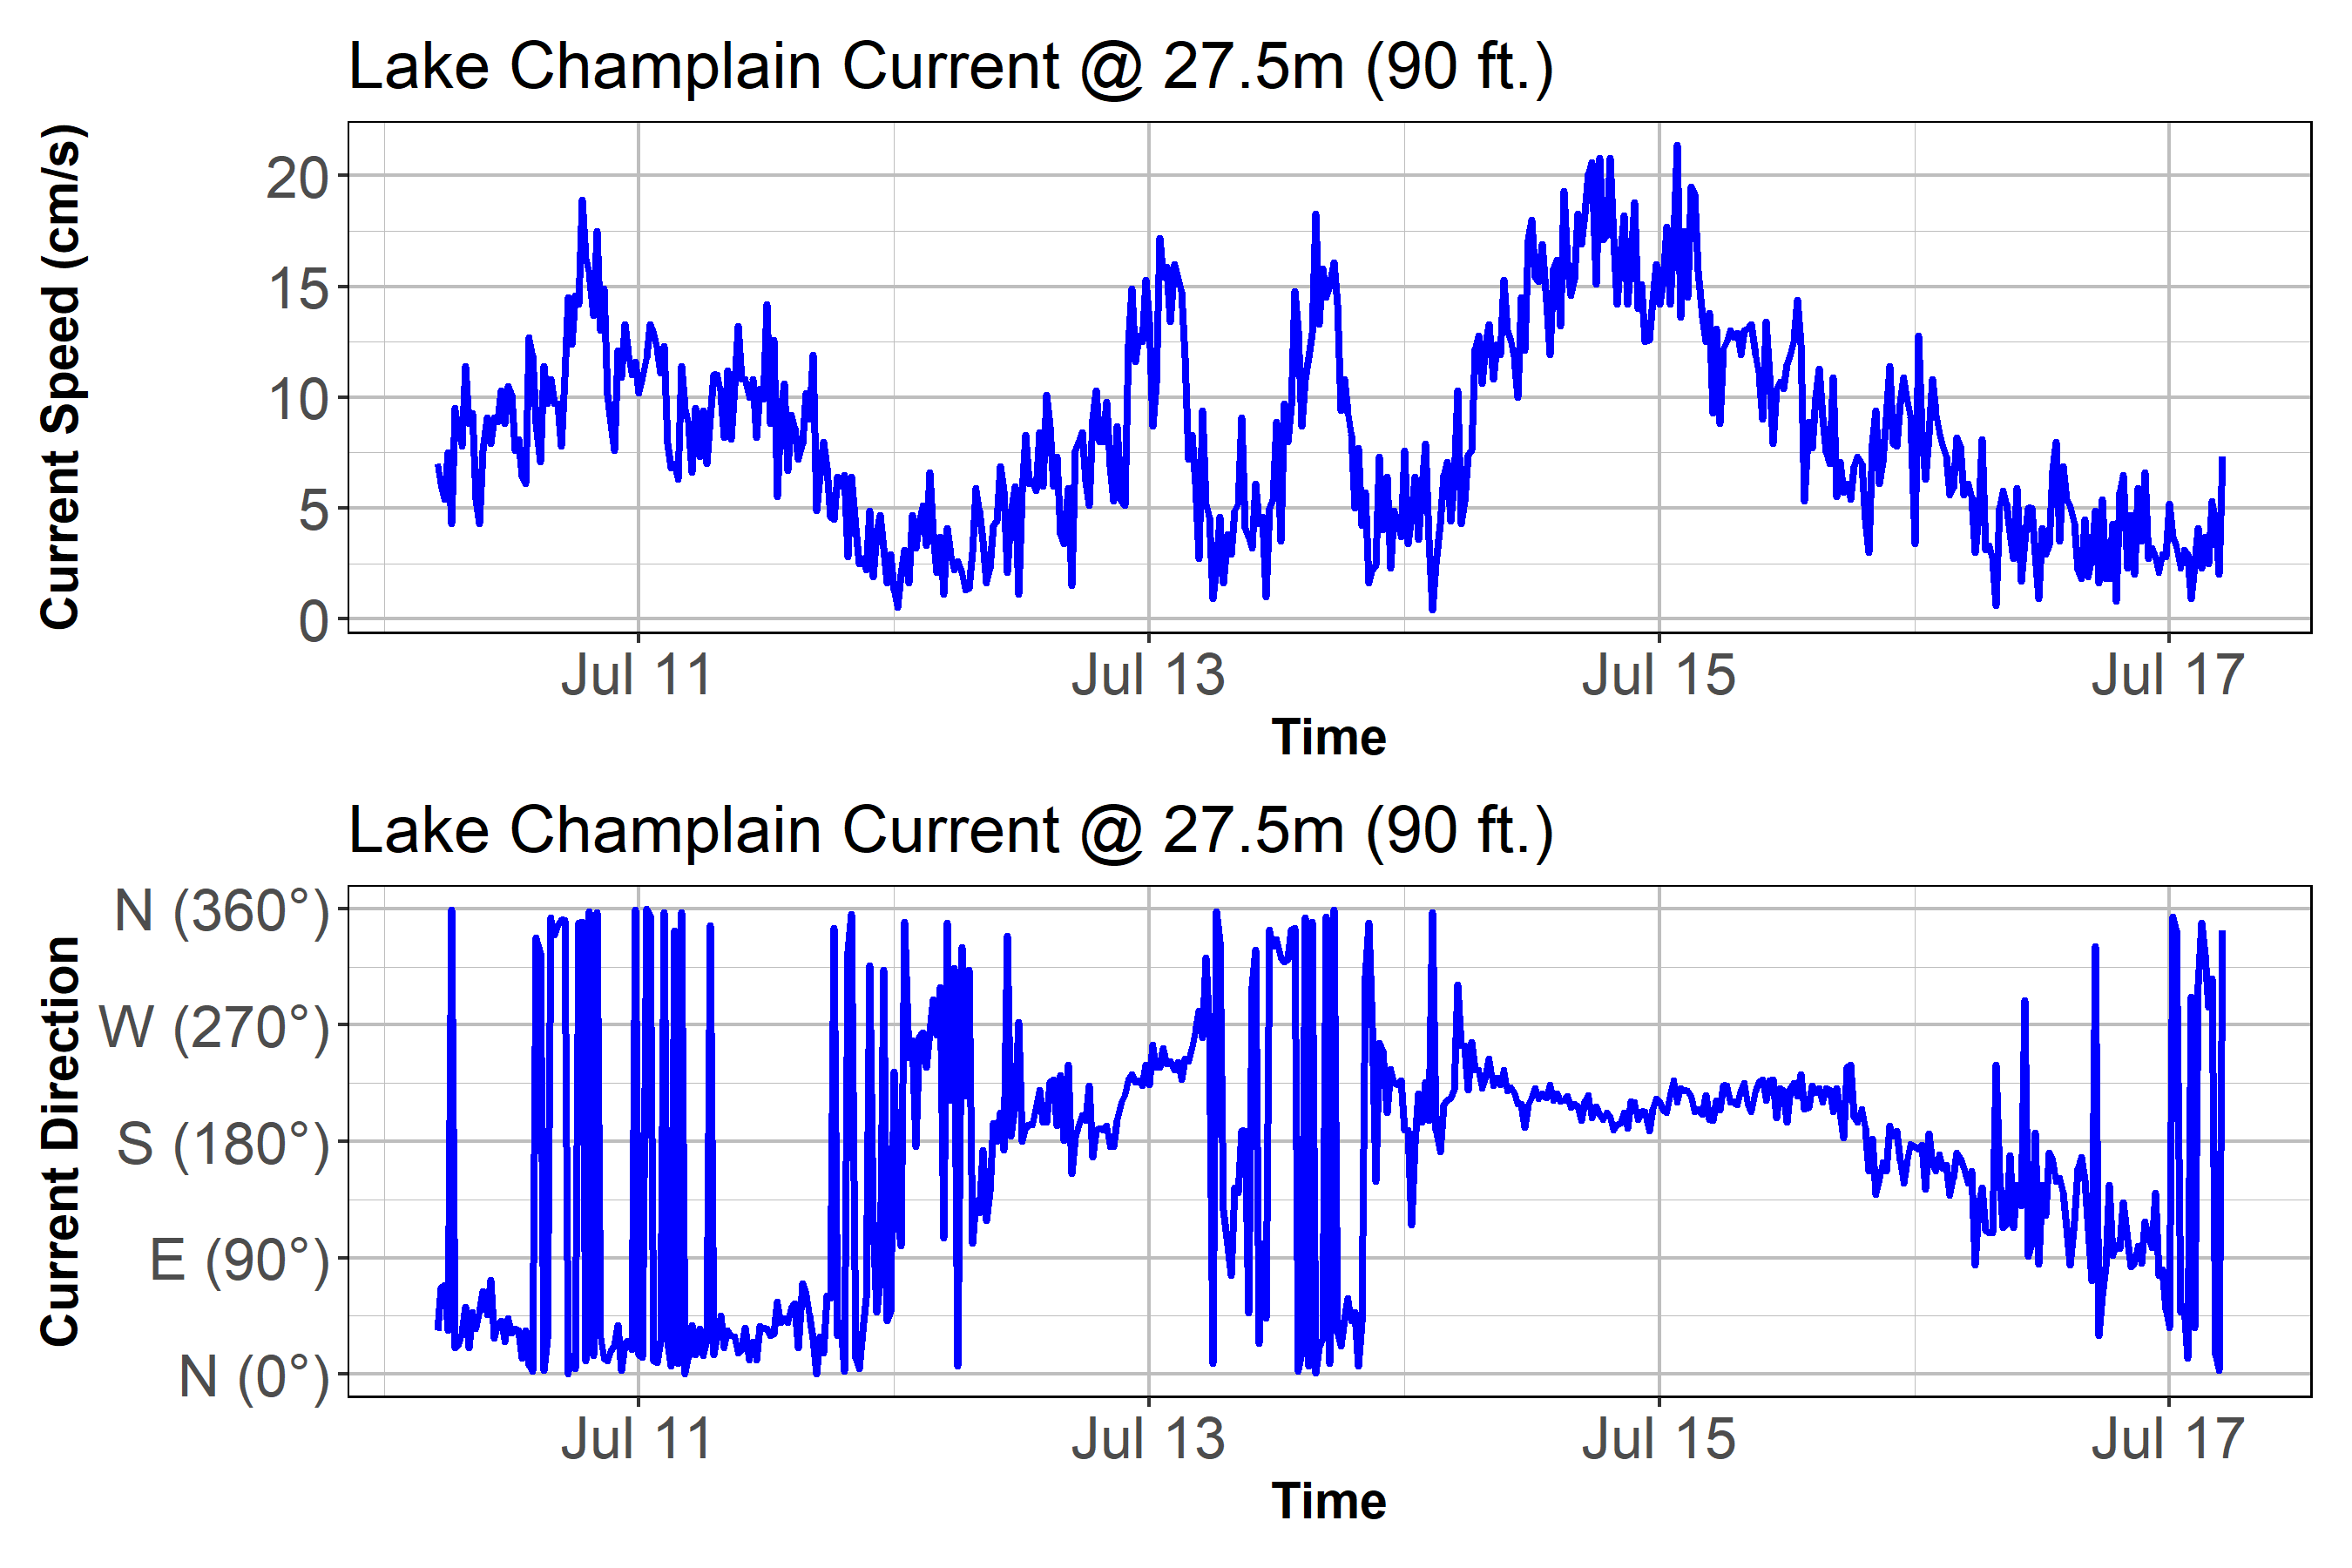 Lake Champlain Current @ 27.5m (90 ft.)
Current Speed (cm/s)
20
15
10
5
0
Jul 11 Jul 13 Jul 15 Jul 17
Time
Lake Champlain Current @ 27.5m (90 ft.)
Current Direction
N (360°)
W (270°)
S (180°)
E (90°)
N (0°)
Jul 11 Jul 13 Jul 15 Jul 17
Time